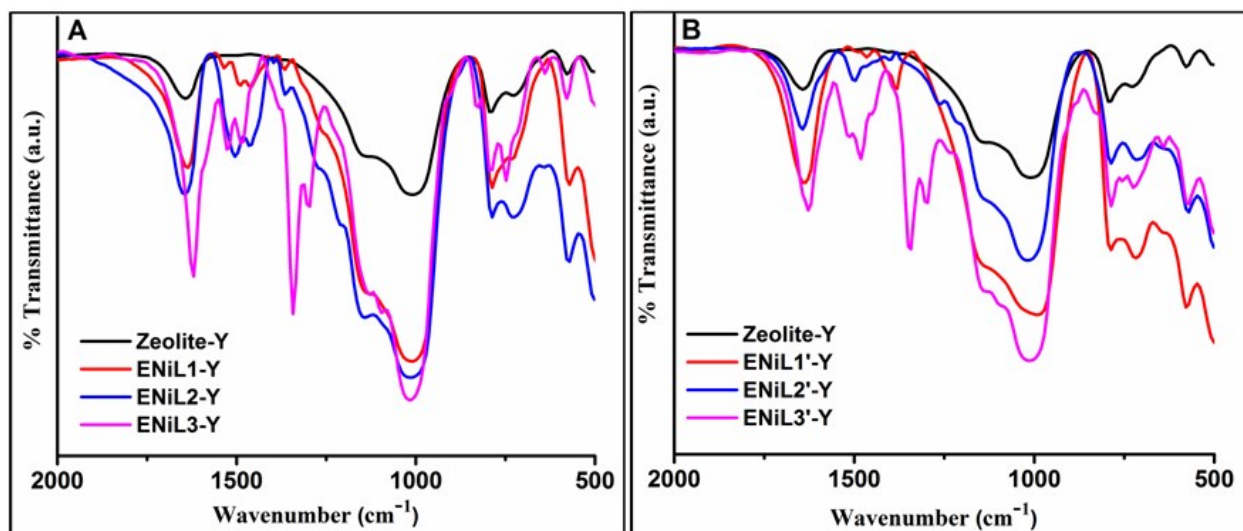 A
% Transmittance (a.u.)
Zeolite-Y
ENiL1-Y
ENiL2-Y
ENiL3-Y
2000 1500 1000 500
Wavenumber (cm⁻¹)
B
% Transmittance (a.u.)
Zeolite-Y
ENiL1'-Y
ENiL2'-Y
ENiL3'-Y
2000 1500 1000 500
Wavenumber (cm⁻¹)